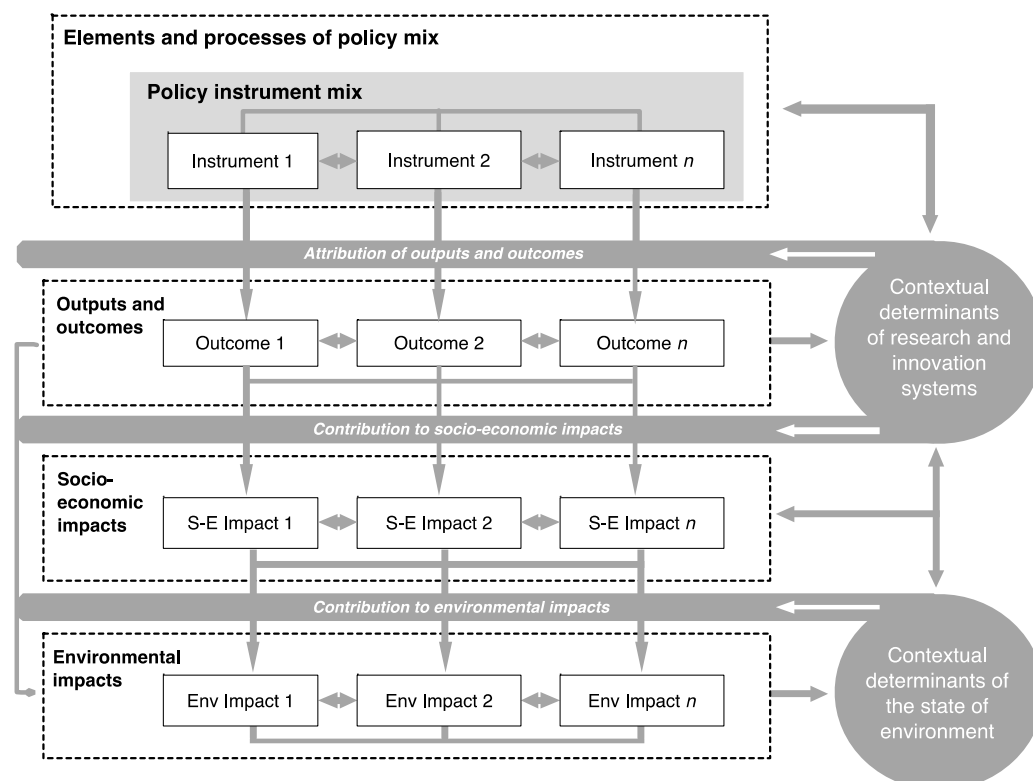 Elements and processes of policy mix
Policy instrument mix
Instrument 1
Instrument 2
Instrument n
Attribution of outputs and outcomes
Outputs and
outcomes
Outcome 1
Outcome 2
Outcome n
Contextual
determinants
of research and
innovation
systems
Contribution to socio-economic impacts
Socio-
economic
impacts
S-E Impact 1
S-E Impact 2
S-E Impact n
Contribution to environmental impacts
Environmental
impacts
Env Impact 1
Env Impact 2
Env Impact n
Contextual
determinants of
the state of
environment